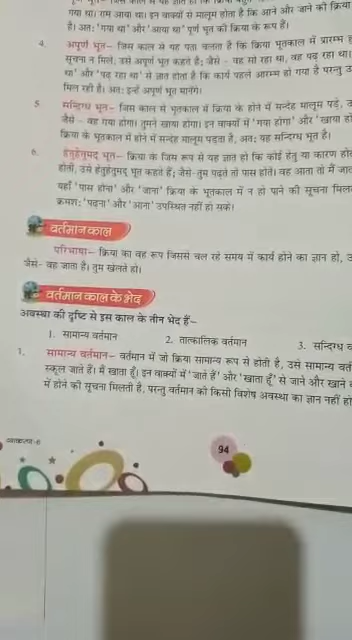 गया था। राम आया था। इन वाक्यों से मालूम होता है कि आने और जाने की क्रिया
है। अतः 'गया था' और 'आया था' पूर्ण भूत की क्रिया के रूप हैं।
4. अपूर्ण भूत– जिस काल से यह पता चलता है कि क्रिया भूतकाल में प्रारम्भ
सूचना न मिले, उसे अपूर्ण भूत कहते है; जैसे - वह सो रहा था, वह पढ़ रहा था।
था' और 'पढ़ रहा था' से ज्ञात होता है कि कार्य पहले आरम्भ हो गया है परन्तु
मिल रही है। अतः इन्हें अपूर्ण भूत मानेंगे।
5. सन्दिग्ध भूत– जिस काल से भूतकाल में क्रिया के होने में सन्देह मालूम पड़े,
जैसे – वह गया होगा। तुमने खाया होगा। इन वाक्यों में 'गया होगा' और 'खाया
क्रिया के भूतकाल में होने में सन्देह मालूम पड़ता है, अतः यह सन्दिग्ध भूत है।
6. हेतुहेतुमद् भूत– क्रिया के जिस रूप से यह ज्ञात हो कि कोई हेतु या कारण
होती, उसे हेतुहेतुमद् भूत कहते हैं; जैसे-तुम पढ़ते तो पास होते। वह आता तो मैं
यहाँ 'पास होना' और 'जाना' क्रिया के भूतकाल में न हो पाने की सूचना
क्रमशः 'पढ़ना' और 'आना' उपस्थित नहीं हो सके।
वर्तमान काल
परिभाषा– क्रिया का वह रूप जिससे चल रहे समय में कार्य होने का ज्ञान हो,
जैसे- वह जाता है। तुम खेलते हो।
वर्तमान काल के भेद
अवस्था की दृष्टि से इस काल के तीन भेद हैं–
1. सामान्य वर्तमान 2. तात्कालिक वर्तमान 3. सन्दिग्ध
1. सामान्य वर्तमान– वर्तमान में जो क्रिया सामान्य रूप से होती है, उसे सामान्य
स्कूल जाते हैं। मैं खाता हूँ। इन वाक्यों में 'जाते हैं' और 'खाता हूँ' से जाने और खाने
में होने की सूचना मिलती है, परन्तु वर्तमान की किसी विशेष अवस्था का ज्ञान नहीं
94